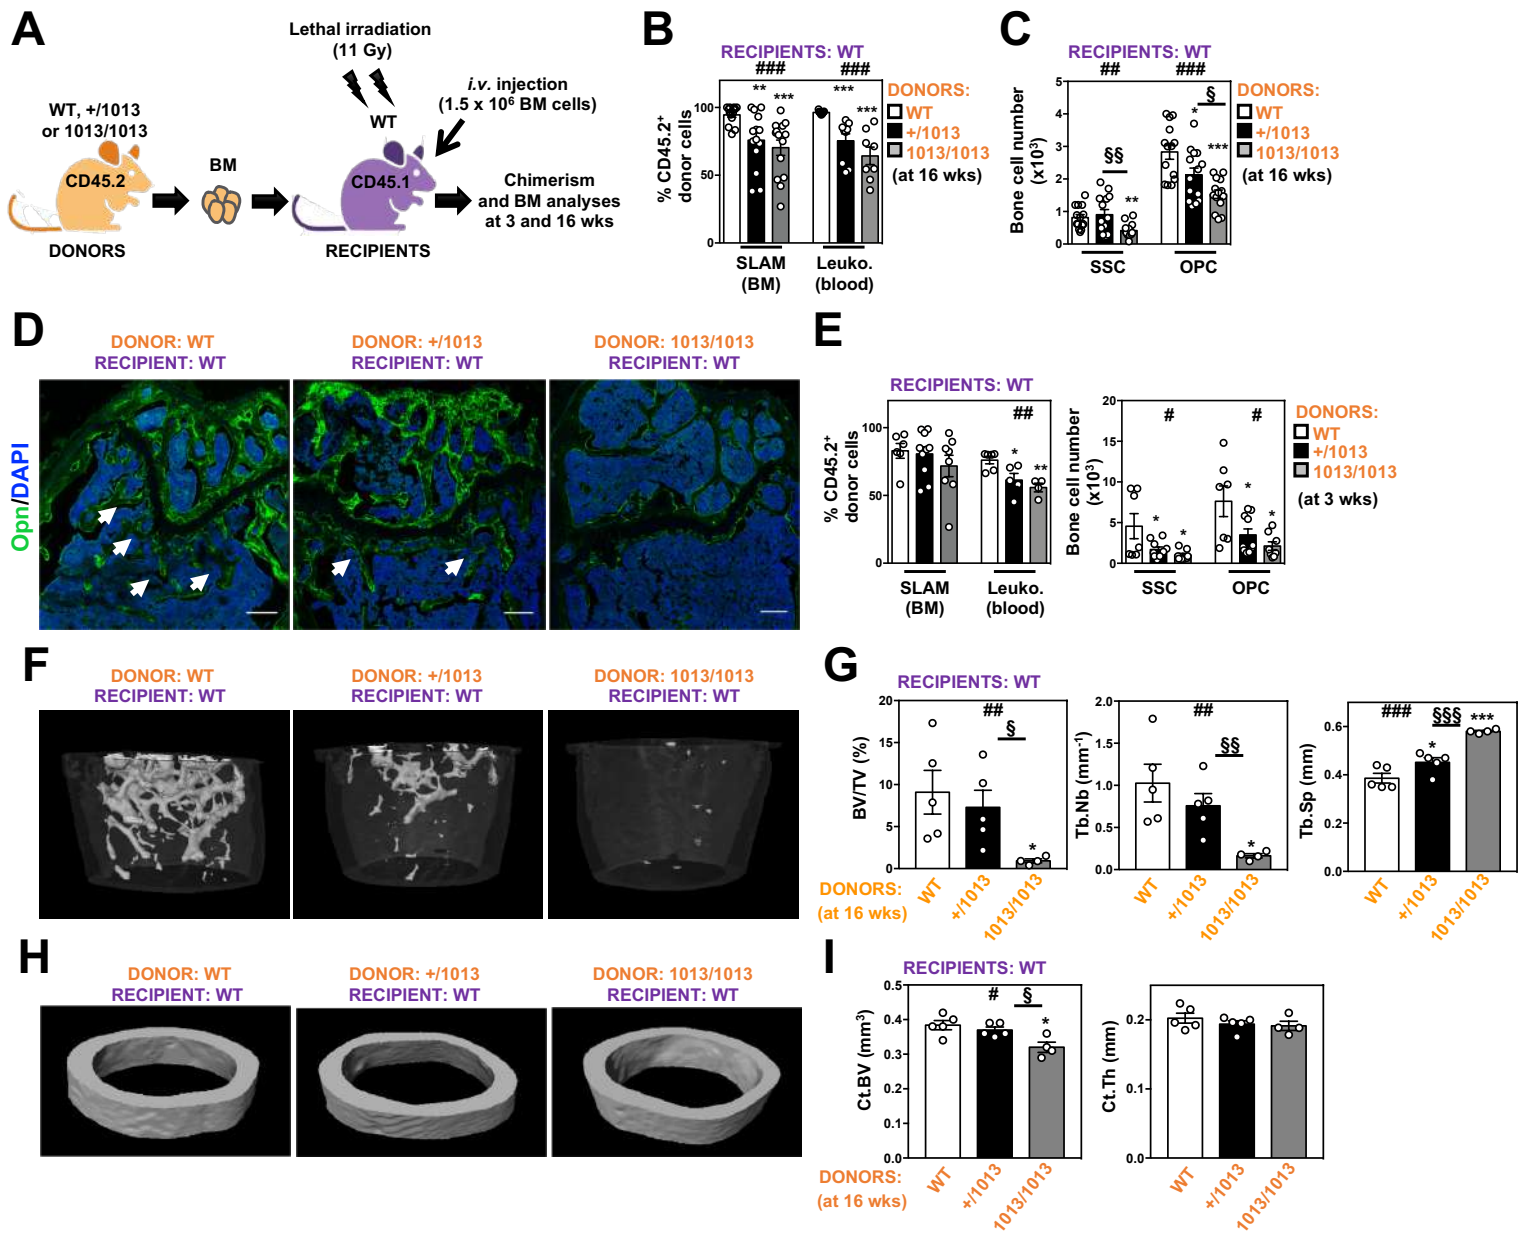 A
Lethal irradiation
(11 Gy)
i.v. injection
(1.5 x 10⁶ BM cells)
WT, +/1013
or 1013/1013
WT
BM
CD45.2
CD45.1
Chimerism
and BM analyses
at 3 and 16 wks
DONORS
RECIPIENTS
B
RECIPIENTS: WT
### ###
** *** *** ***
% CD45.2⁺
donor cells
100
50
0
SLAM
(BM)
Leuko.
(blood)
DONORS:
WT
+/1013
1013/1013
(at 16 wks)
C
RECIPIENTS: WT
## ###
§
§§
** * ***
Bone cell number
(x10³)
5
4
3
2
1
0
SSC
OPC
DONORS:
WT
+/1013
1013/1013
(at 16 wks)
D
DONOR: WT
RECIPIENT: WT
DONOR: +/1013
RECIPIENT: WT
DONOR: 1013/1013
RECIPIENT: WT
Opn/DAPI
E
RECIPIENTS: WT
##
* **
% CD45.2⁺
donor cells
100
50
0
SLAM
(BM)
Leuko.
(blood)
# #
* * * *
Bone cell number
(x10³)
20
15
10
5
0
SSC
OPC
DONORS:
WT
+/1013
1013/1013
(at 3 wks)
F
DONOR: WT
RECIPIENT: WT
DONOR: +/1013
RECIPIENT: WT
DONOR: 1013/1013
RECIPIENT: WT
G
RECIPIENTS: WT
##
§
*
BV/TV (%)
20
15
10
5
0
##
§§
*
Tb.Nb (mm⁻¹)
2.0
1.5
1.0
0.5
0.0
### §§§ ***
*
Tb.Sp (mm)
0.6
0.4
0.2
0.0
DONORS:
(at 16 wks)
WT
+/1013
1013/1013
WT
+/1013
1013/1013
WT
+/1013
1013/1013
H
DONOR: WT
RECIPIENT: WT
DONOR: +/1013
RECIPIENT: WT
DONOR: 1013/1013
RECIPIENT: WT
I
RECIPIENTS: WT
# §
*
Ct.BV (mm³)
0.5
0.4
0.3
0.2
0.1
0.0
Ct.Th (mm)
0.2
0.1
0.0
DONORS:
(at 16 wks)
WT
+/1013
1013/1013
WT
+/1013
1013/1013